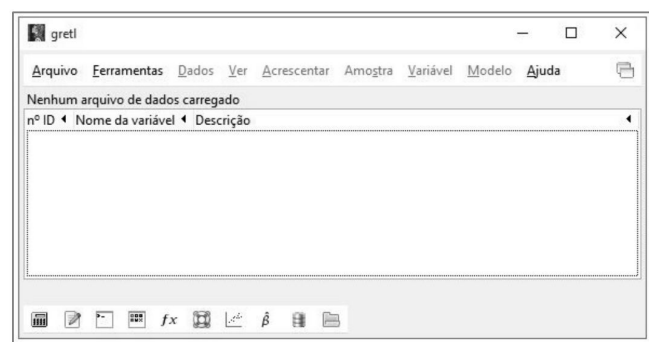 gretl
Arquivo Ferramentas Dados Ver Acrescentar Amostra Variável Modelo Ajuda
Nenhum arquivo de dados carregado
nº ID Nome da variável Descrição
fx β̂